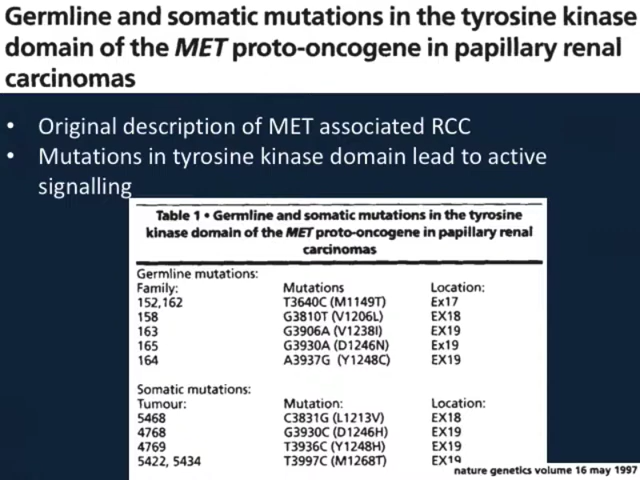 Germline and somatic mutations in the tyrosine kinase
domain of the MET proto-oncogene in papillary renal
carcinomas
• Original description of MET associated RCC
• Mutations in tyrosine kinase domain lead to active
signalling
Table 1 • Germline and somatic mutations in the tyrosine
kinase domain of the MET proto-oncogene in papillary renal
carcinomas
Germline mutations:
Family: Mutations Location:
152,162 T3640C (M1149T) Ex17
158 G3810T (V1206L) EX18
163 G3906A (V1238I) EX19
165 G3930A (D1246N) Ex19
164 A3937G (Y1248C) EX19
Somatic mutations:
Tumour: Mutation: Location:
5468 C3831G (L1213V) EX18
4768 G3930C (D1246H) EX19
4769 T3936C (Y1248H) EX19
5422, 5434 T3997C (M1268T) EX19
nature genetics volume 16 may 1997